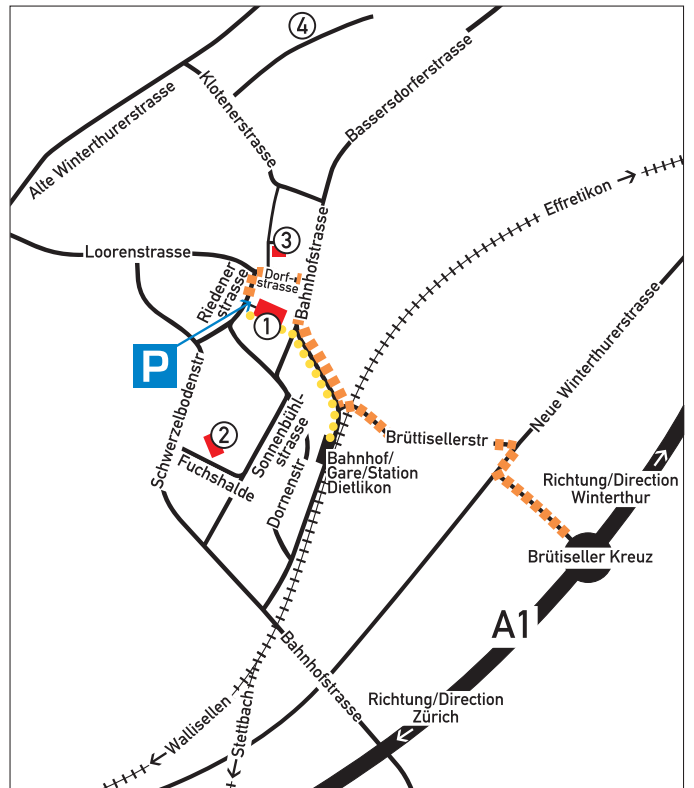 4
Klotenerstrasse
Bassersdorferstrasse
Alte Winterthurerstrasse
Effretikon
3
Bahnhofstrasse
Loorenstrasse
Dorf-
strasse
Riedener
strasse
1
P
Neue Winterthurerstrasse
Schwerzelbodenstr
2
Sonnenbühl-
strasse
Brüttisellerstr
Fuchshalde
Dornenstr
Bahnhof/
Gare/Station
Dietlikon
Richtung/Direction
Winterthur
Brütiseller Kreuz
A1
Bahnhofstrasse
Richtung/Direction
Zürich
Wallisellen
Stettbach